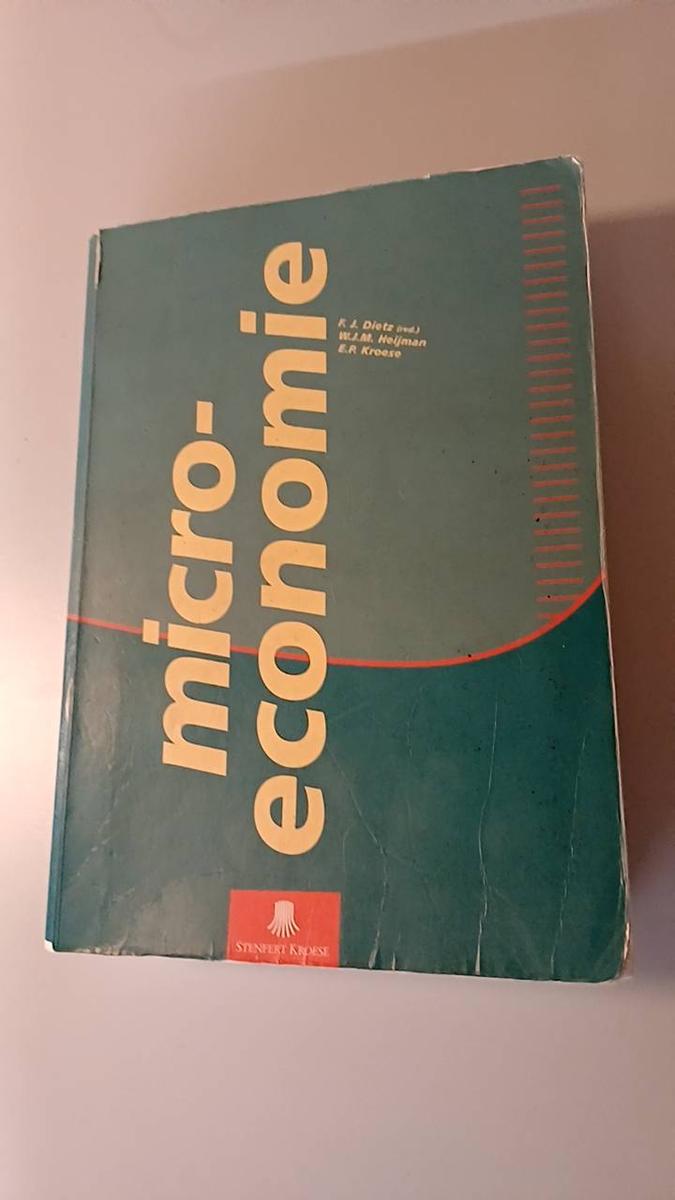 micro-
economie
F. J. Dietz (red.)
W.J.M. Heijman
E.P. Kroese
STENFERT KROESE